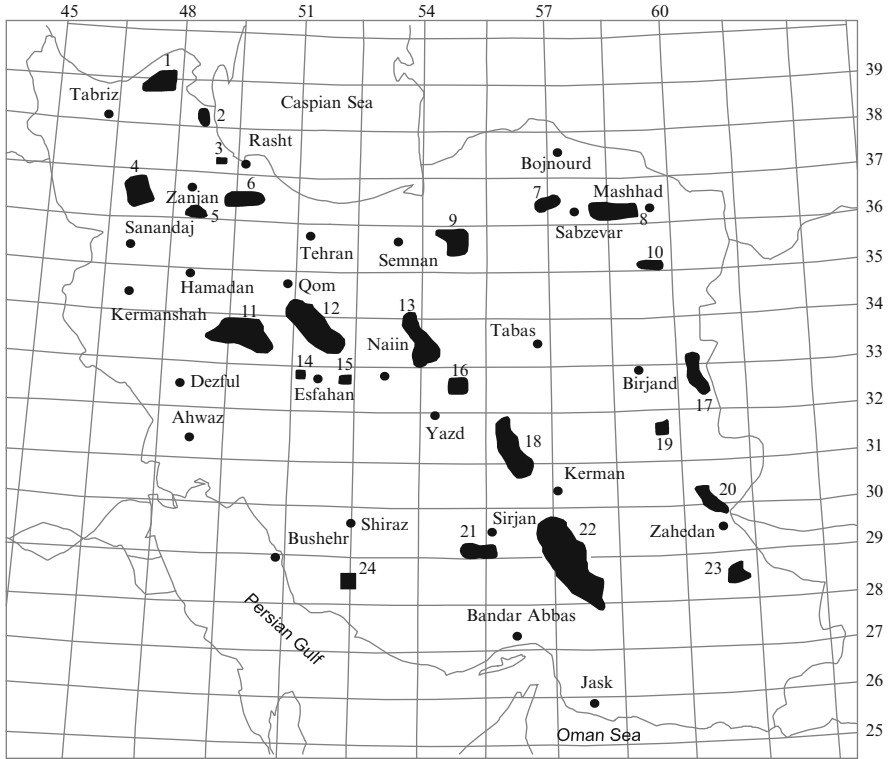 45 48 51 54 57 60
1
39
Tabriz
Caspian Sea
2
38
3
Rasht
37
4
Bojnourd
Zanjan
6
7
Mashhad
36
5
8
Sanandaj
Sabzevar
9
Tehran
Semnan
10
35
Hamadan
Qom
34
Kermanshah
11
12
13
Naiin
Tabas
33
14
15
16
Dezful
Esfahan
Birjand
32
17
Ahwaz
Yazd
18
19
31
Kerman
20
30
Shiraz
Sirjan
Bushehr
21
22
Zahedan
29
24
23
28
Persian Gulf
Bandar Abbas
27
26
Jask
Oman Sea
25